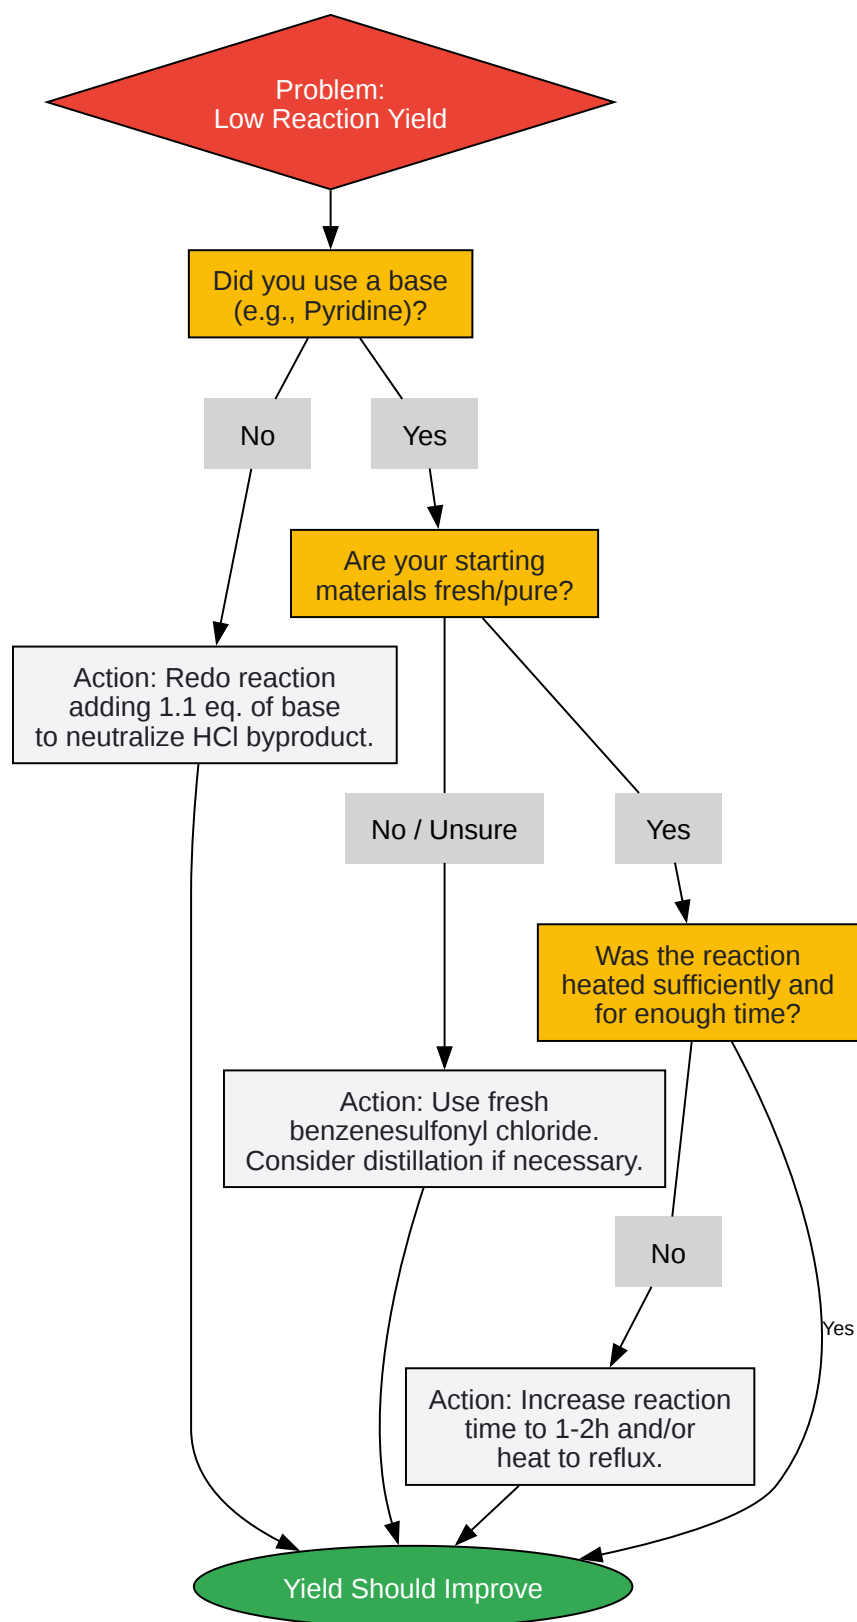 Problem:
Low Reaction Yield
Did you use a base
(e.g., Pyridine)?
No
Yes
Are your starting
materials fresh/pure?
Action: Redo reaction
adding 1.1 eq. of base
to neutralize HCl byproduct.
No / Unsure
Yes
Was the reaction
heated sufficiently and
for enough time?
Action: Use fresh
benzenesulfonyl chloride.
Consider distillation if necessary.
No
Yes
Action: Increase reaction
time to 1-2h and/or
heat to reflux.
Yield Should Improve